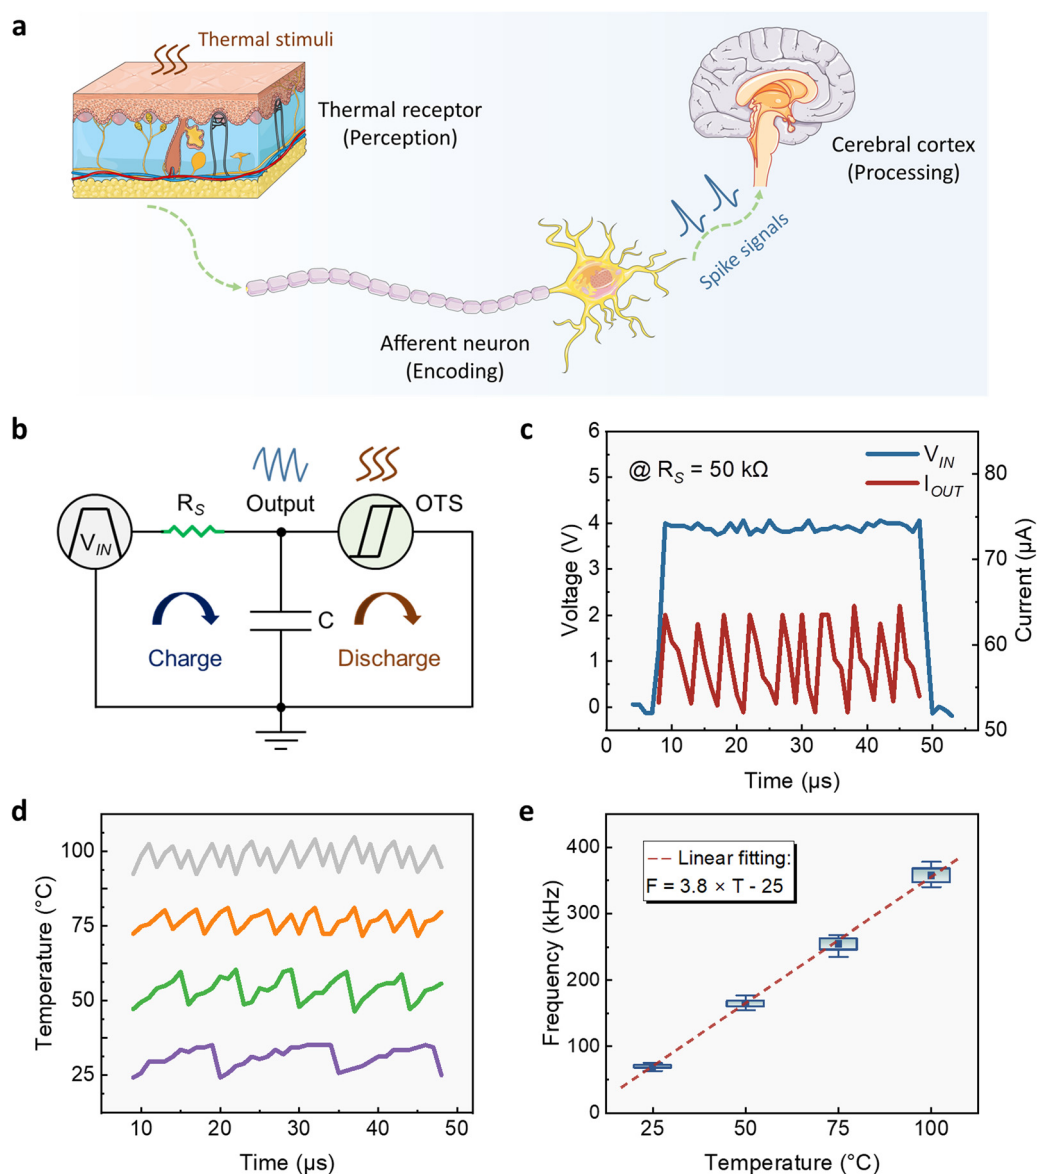 a
Thermal stimuli
Thermal receptor
(Perception)
Cerebral cortex
(Processing)
Spike signals
Afferent neuron
(Encoding)
b
R_S
Output
OTS
V_IN
C
Charge
Discharge
c
@ R_S = 50 kΩ
V_IN
I_OUT
6
5
4
3
2
1
0
Voltage (V)
80
70
60
50
Current (µA)
0
10
20
30
40
50
Time (µs)
d
100
75
50
25
Temperature (°C)
10
20
30
40
50
Time (µs)
e
Linear fitting:
F = 3.8 × T - 25
400
300
200
100
0
Frequency (kHz)
25
50
75
100
Temperature (°C)